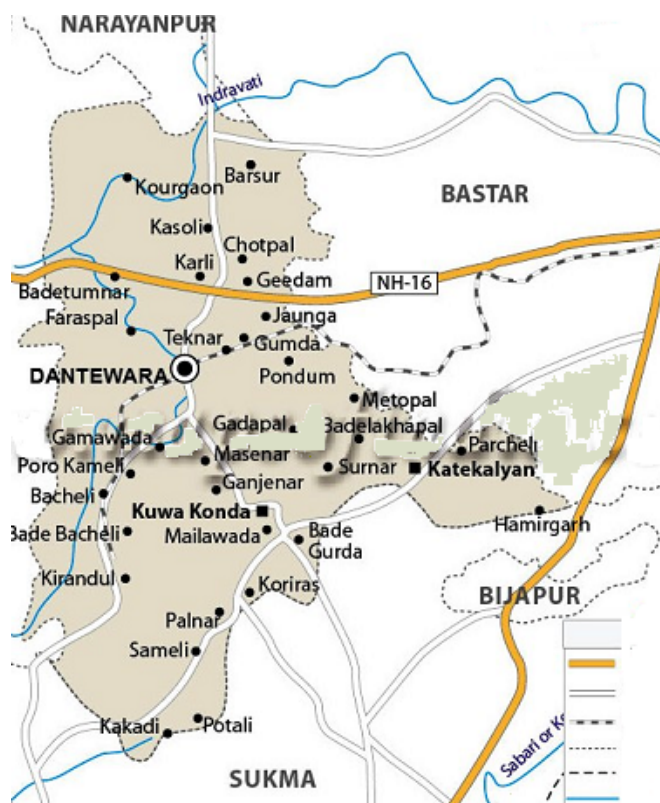 NARAYANPUR
Indravati
Barsur
Kourgaon
BASTAR
Kasoli
Chotpal
Karli
Geedam
NH-16
Badetumnar
Jaunga
Faraspal
Teknar
Gumda
DANTEWARA
Pondum
Metopal
Gadapal
Badelakhapal
Gamawada
Masenar
Parcheli
Poro Kameli
Surnar
Katekalyan
Ganjenar
Bacheli
Kuwa Konda
Hamirgarh
Bade Bacheli
Mailawada
Bade
Gurda
Kirandul
Koriras
BIJAPUR
Palnar
Sameli
Potali
Kakadi
SUKMA
Sabari or